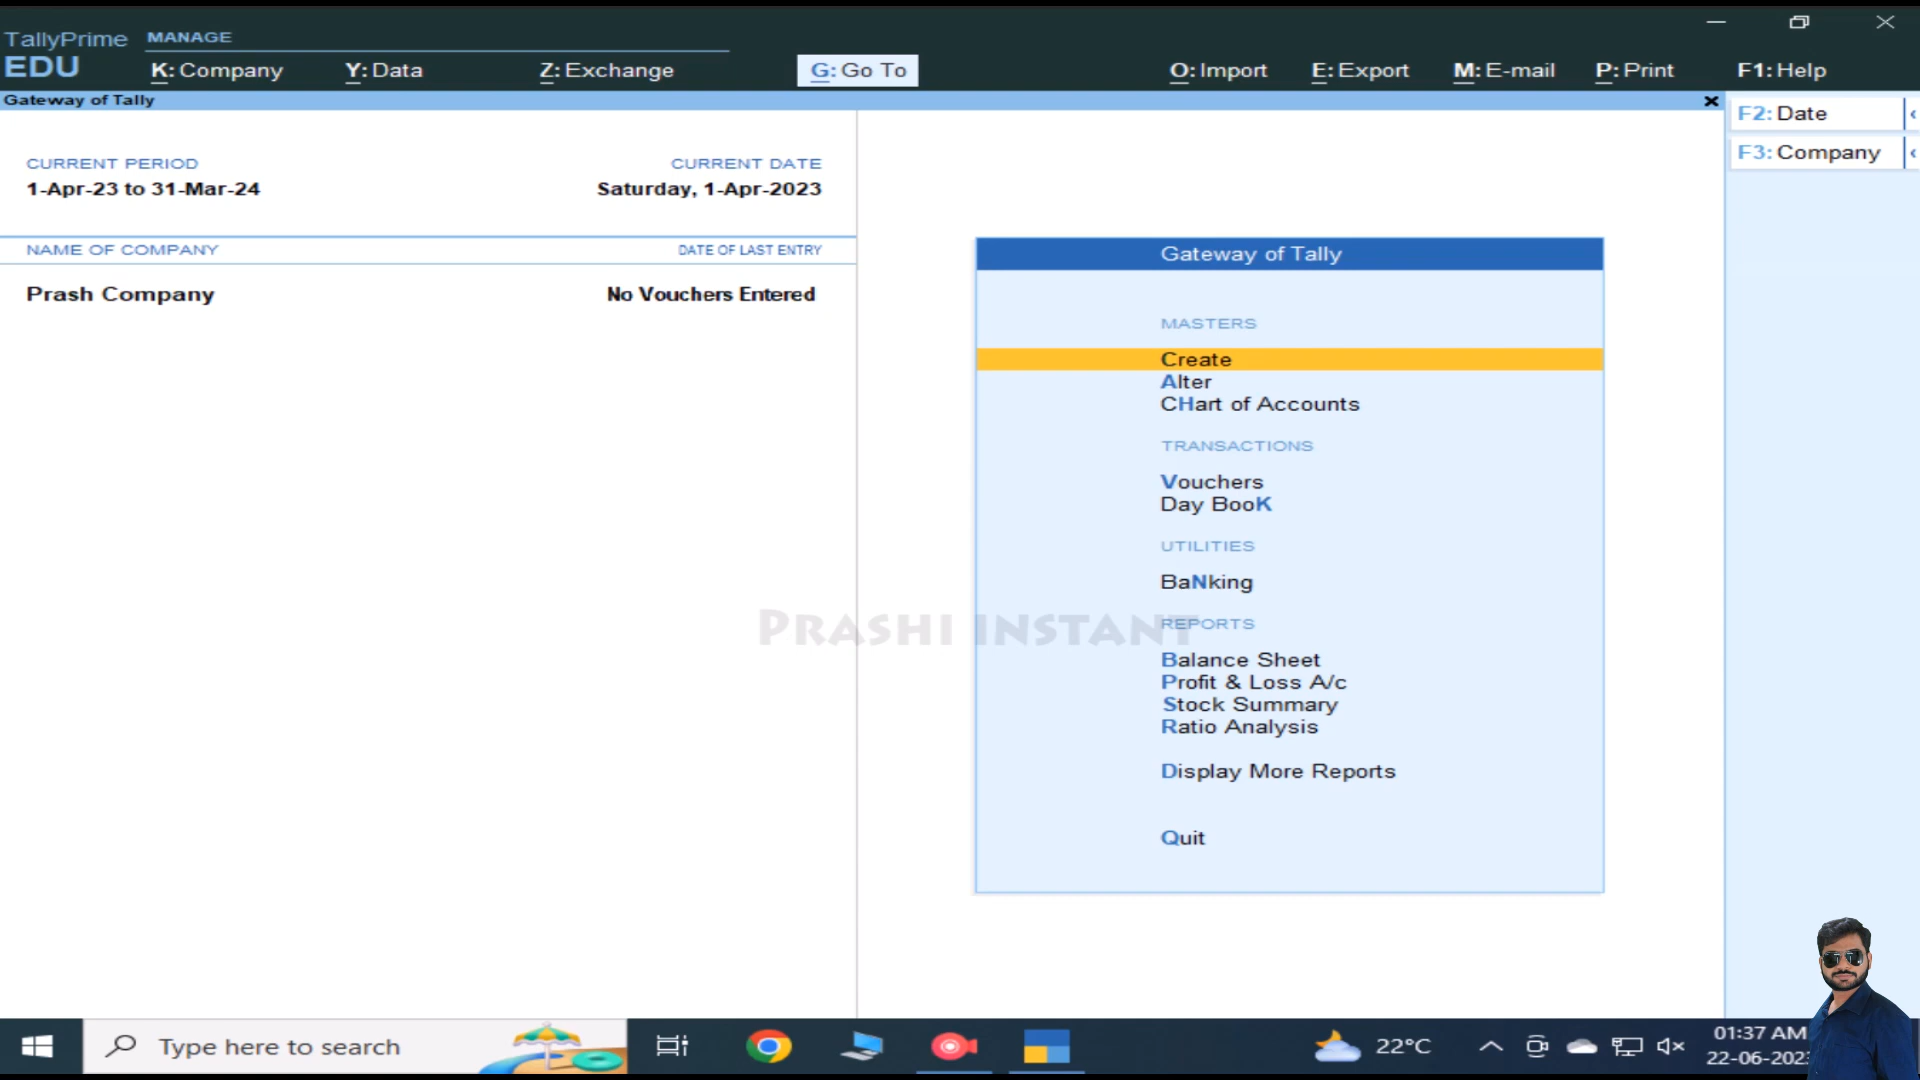 TallyPrime
EDU
MANAGE
K: Company
Y: Data
Z: Exchange
G: Go To
O: Import
E: Export
M: E-mail
P: Print
F1: Help
Gateway of Tally
F2: Date
F3: Company
CURRENT PERIOD
CURRENT DATE
1-Apr-23 to 31-Mar-24
Saturday, 1-Apr-2023
NAME OF COMPANY
DATE OF LAST ENTRY
Prash Company
No Vouchers Entered
Gateway of Tally
MASTERS
Create
Alter
CHart of Accounts
TRANSACTIONS
Vouchers
Day BooK
UTILITIES
BaNking
PRASHI INSTANT
REPORTS
Balance Sheet
Profit & Loss A/c
Stock Summary
Ratio Analysis
Display More Reports
Quit
Type here to search
22°C
01:37 AM
22-06-202